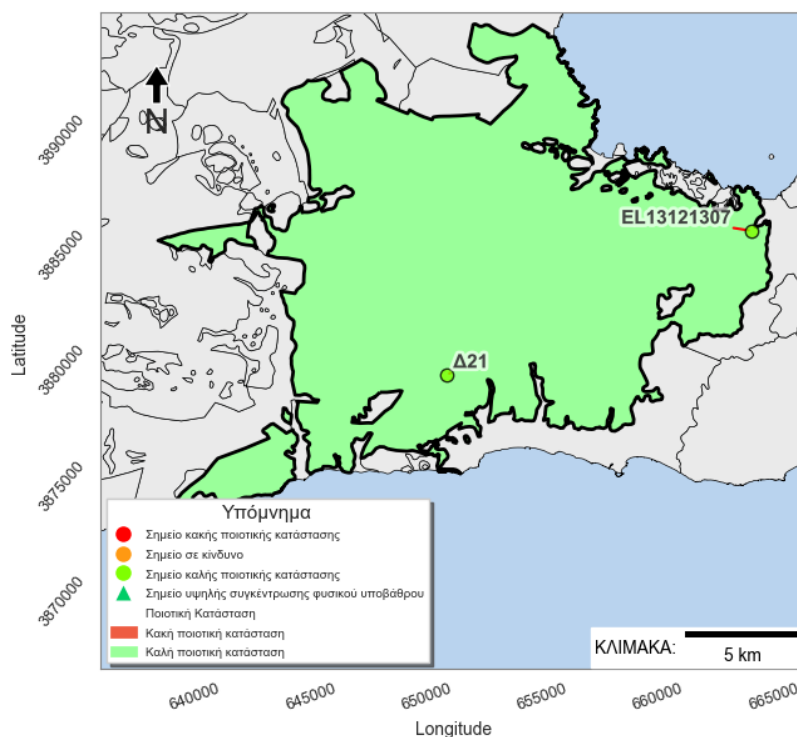 N
3890000
3885000
3880000
3875000
3870000
Latitude
EL13121307
Δ21
Υπόμνημα
Σημείο κακής ποιοτικής κατάστασης
Σημείο σε κίνδυνο
Σημείο καλής ποιοτικής κατάστασης
Σημείο υψηλής συγκέντρωσης φυσικού υποβάθρου
Ποιοτική Κατάσταση
Κακή ποιοτική κατάσταση
Καλή ποιοτική κατάσταση
ΚΛΙΜΑΚΑ:
5 km
640000
645000
650000
655000
660000
665000
Longitude